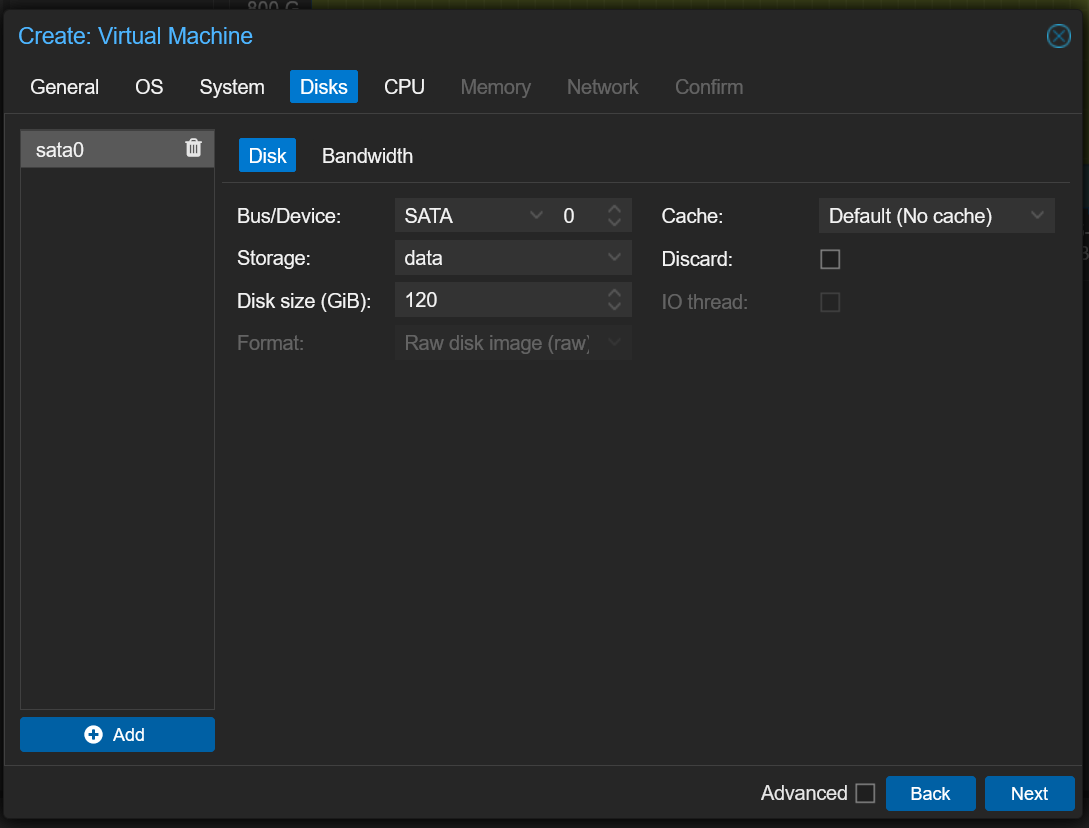 800 G
Create: Virtual Machine
General OS System Disks CPU Memory Network Confirm
sata0
Disk Bandwidth
Bus/Device: SATA 0 Cache: Default (No cache)
Storage: data Discard:
Disk size (GiB): 120 IO thread:
Format: Raw disk image (raw)
Add
Advanced Back Next